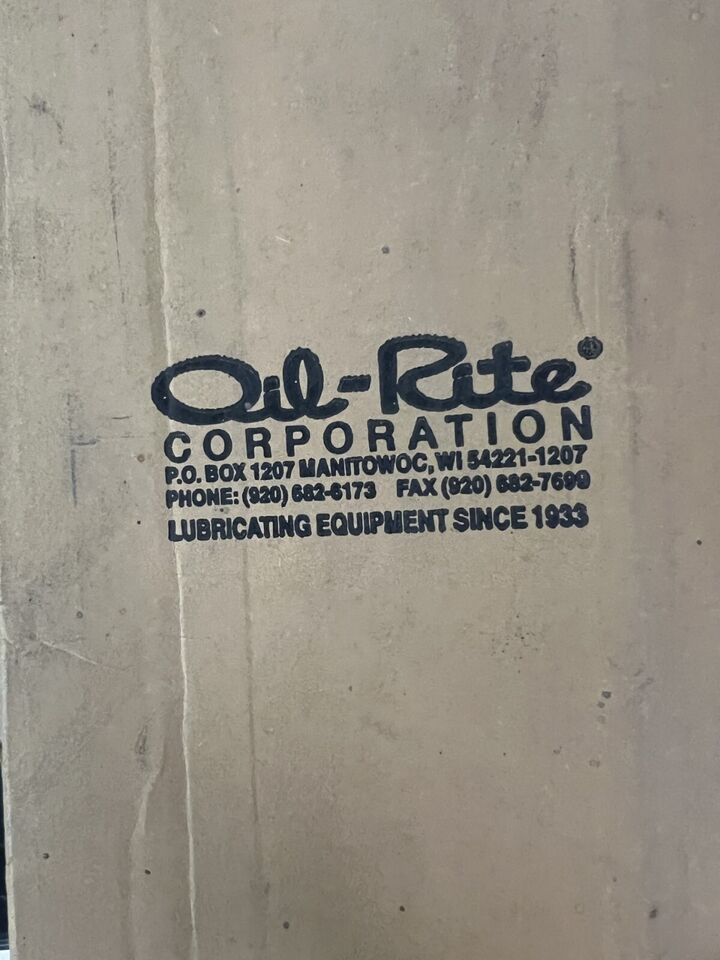 Oil-Rite®
CORPORATION
P.O. BOX 1207 MANITOWOC, WI 54221-1207
PHONE: (920) 682-6173 FAX (920) 682-7699
LUBRICATING EQUIPMENT SINCE 1933